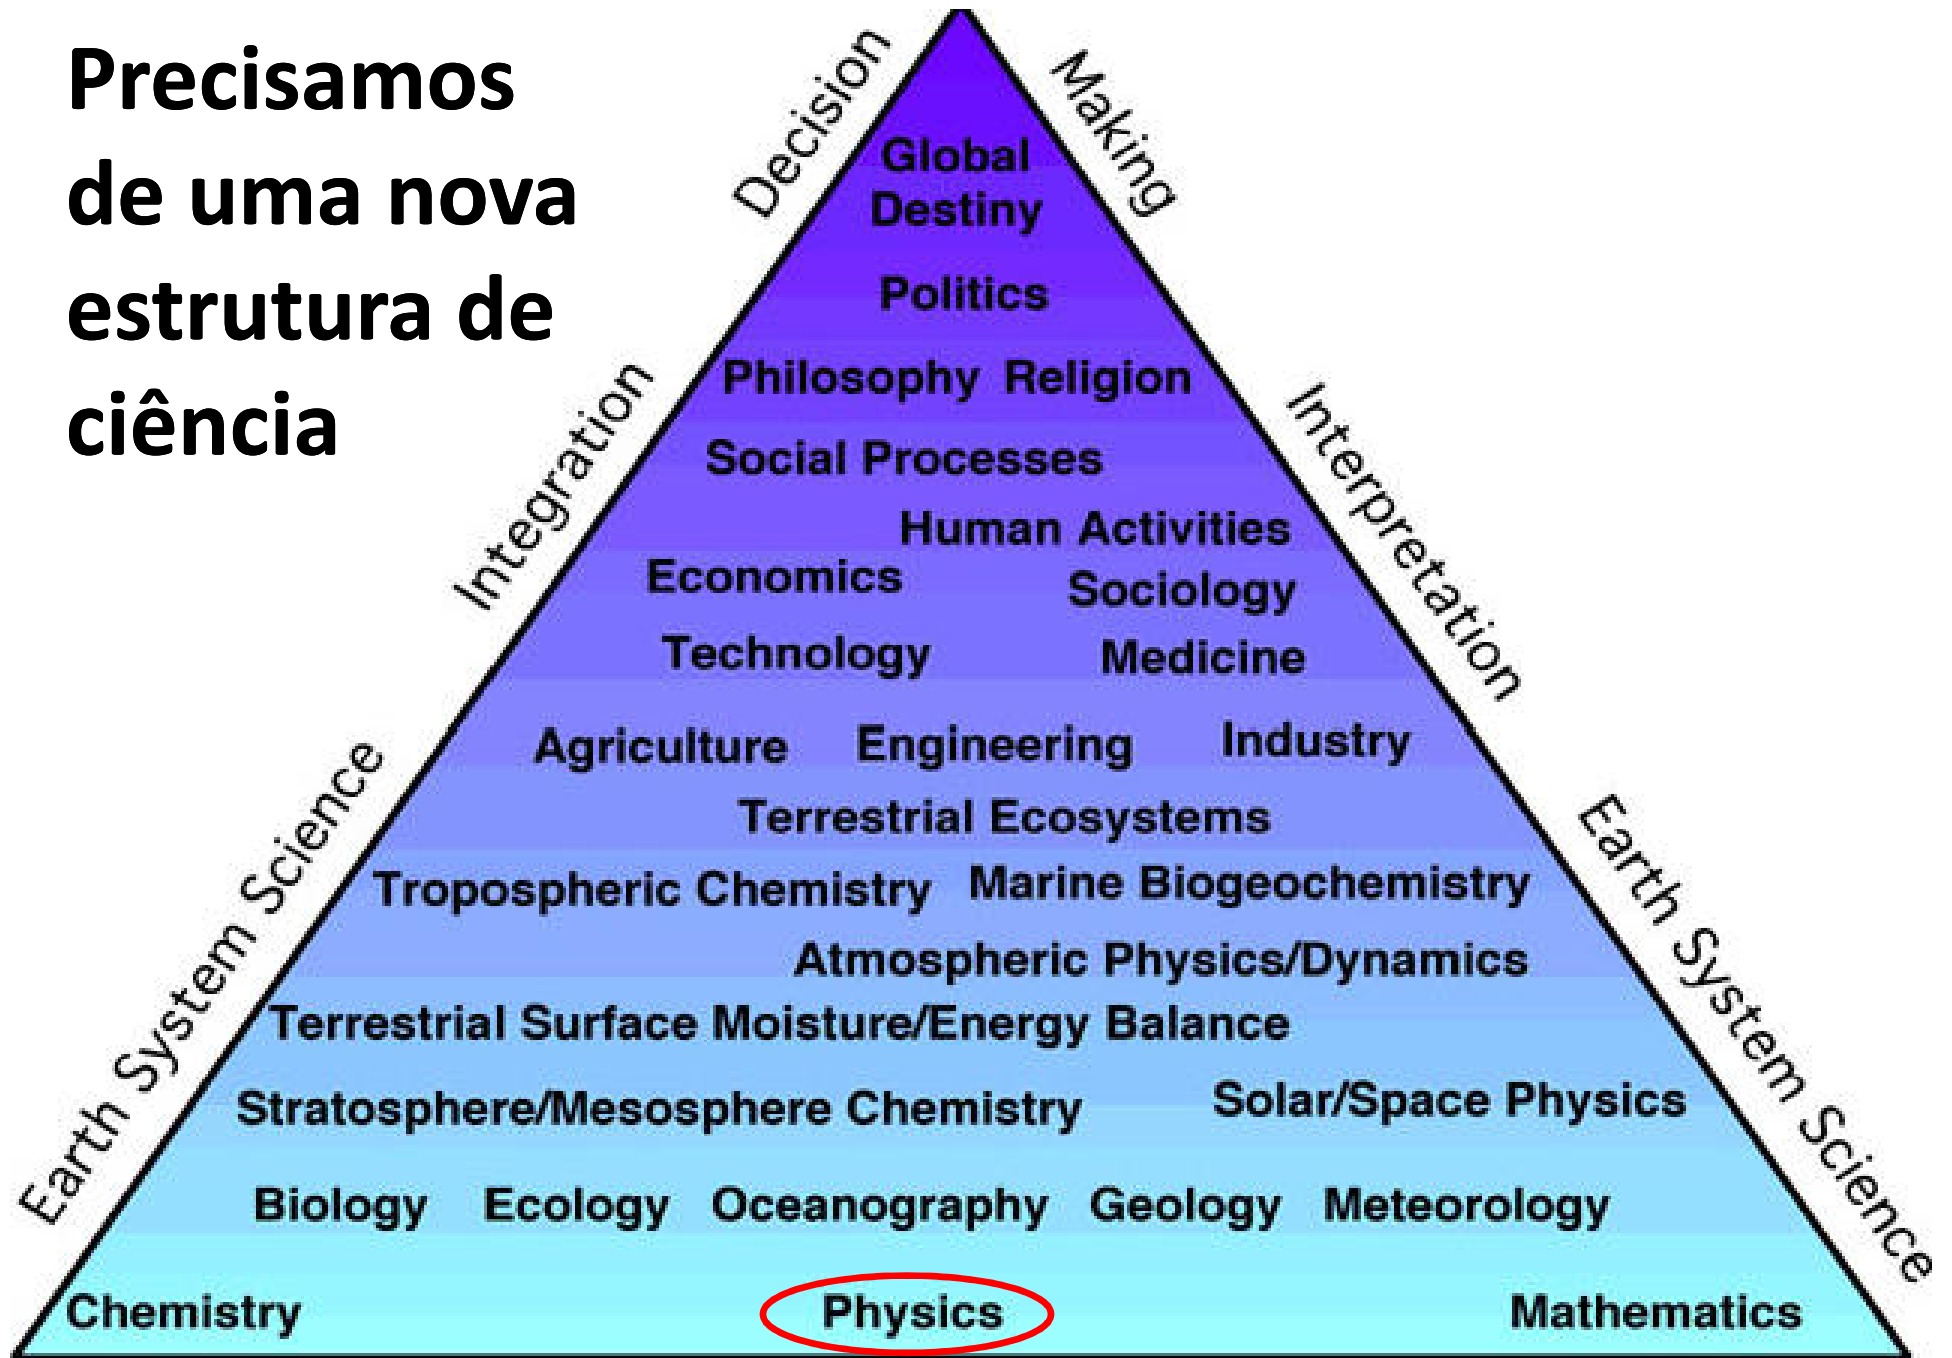 Precisamos
de uma nova
estrutura de
ciência
Decision
Making
Global
Destiny
Politics
Philosophy Religion
Integration
Interpretation
Social Processes
Human Activities
Economics
Sociology
Technology
Medicine
Agriculture Engineering Industry
Terrestrial Ecosystems
Earth System Science
Earth System Science
Tropospheric Chemistry Marine Biogeochemistry
Atmospheric Physics/Dynamics
Terrestrial Surface Moisture/Energy Balance
Stratosphere/Mesosphere Chemistry Solar/Space Physics
Biology Ecology Oceanography Geology Meteorology
Chemistry Physics Mathematics